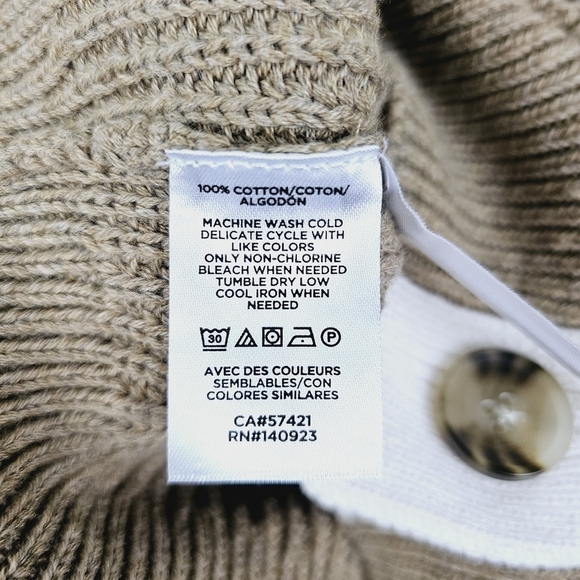 100% COTTON/COTON/
ALGODÓN
MACHINE WASH COLD
DELICATE CYCLE WITH
LIKE COLORS
ONLY NON-CHLORINE
BLEACH WHEN NEEDED
TUMBLE DRY LOW
COOL IRON WHEN
NEEDED
30 P
AVEC DES COULEURS
SEMBLABLES/CON
COLORES SIMILARES
CA#57421
RN#140923